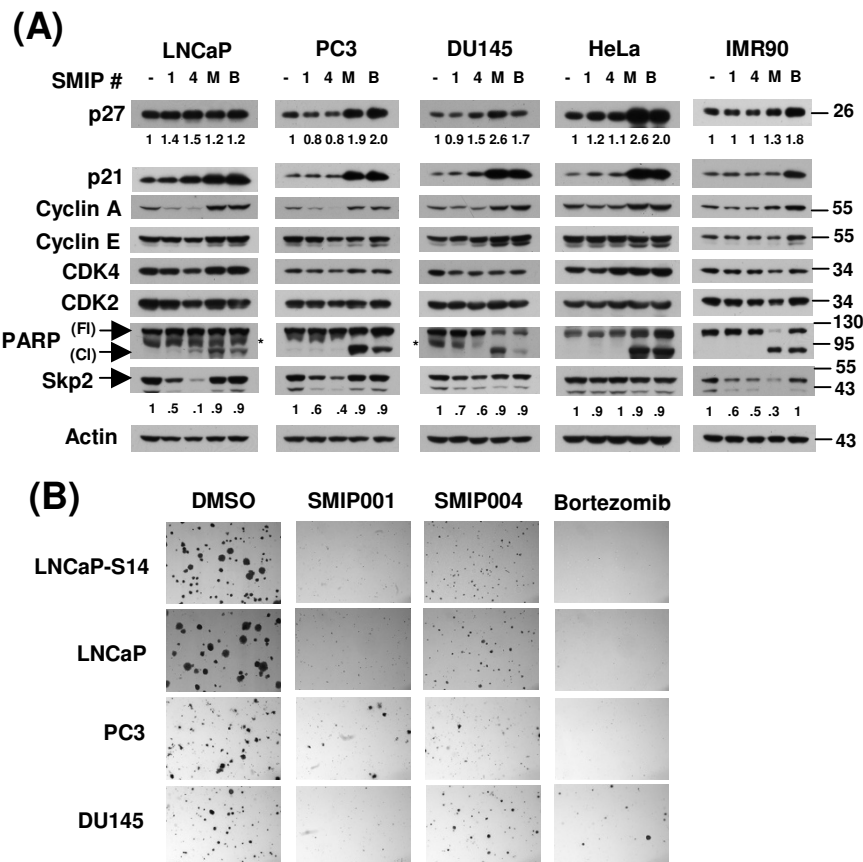 (A)
LNCaP PC3 DU145 HeLa IMR90
SMIP # - 1 4 M B - 1 4 M B - 1 4 M B - 1 4 M B - 1 4 M B
p27 26
1 1.4 1.5 1.2 1.2 1 0.8 0.8 1.9 2.0 1 0.9 1.5 2.6 1.7 1 1.2 1.1 2.6 2.0 1 1 1 1.3 1.8
p21
Cyclin A 55
Cyclin E 55
CDK4 34
CDK2 34
(Fl) 130
PARP * * 95
(Cl)
55
Skp2 43
1 .5 .1 .9 .9 1 .6 .4 .9 .9 1 .7 .6 .9 .9 1 .9 1 .9 .9 1 .6 .5 .3 1
Actin 43
(B)
DMSO SMIP001 SMIP004 Bortezomib
LNCaP-S14
LNCaP
PC3
DU145